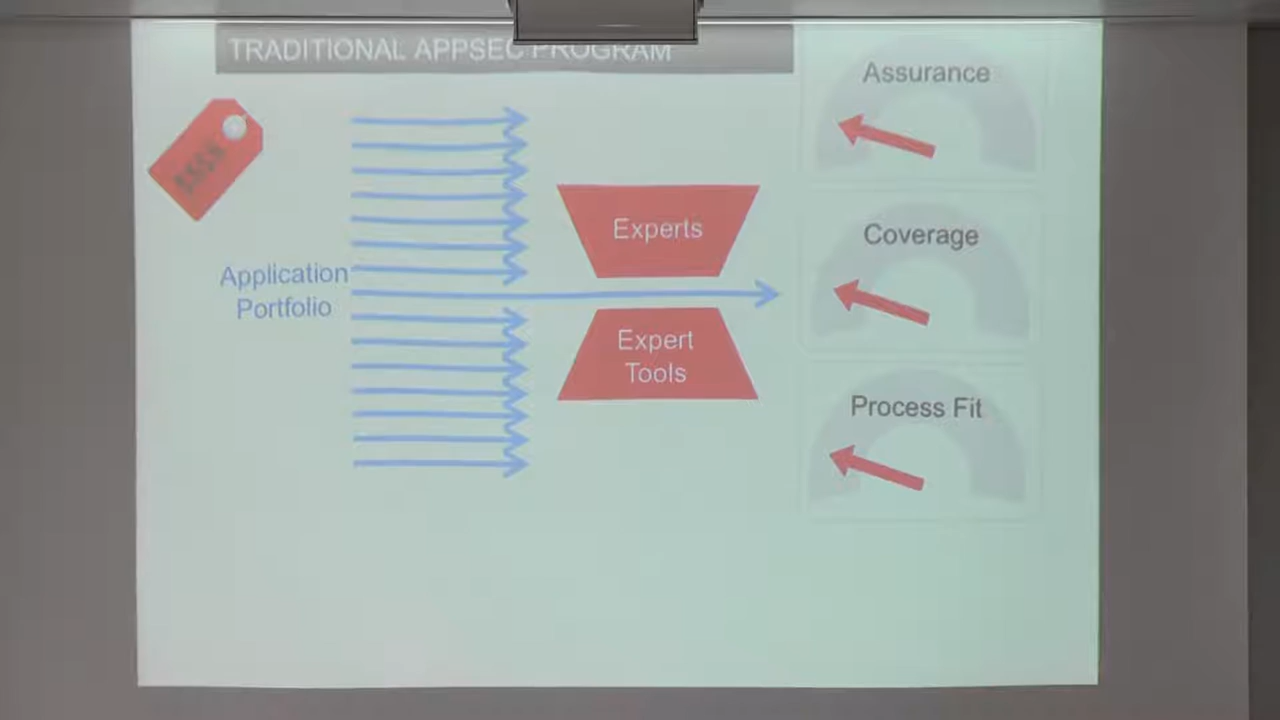 TRADITIONAL APPSEC PROGRAM
Assurance
Experts
Coverage
Application
Portfolio
Expert
Tools
Process Fit